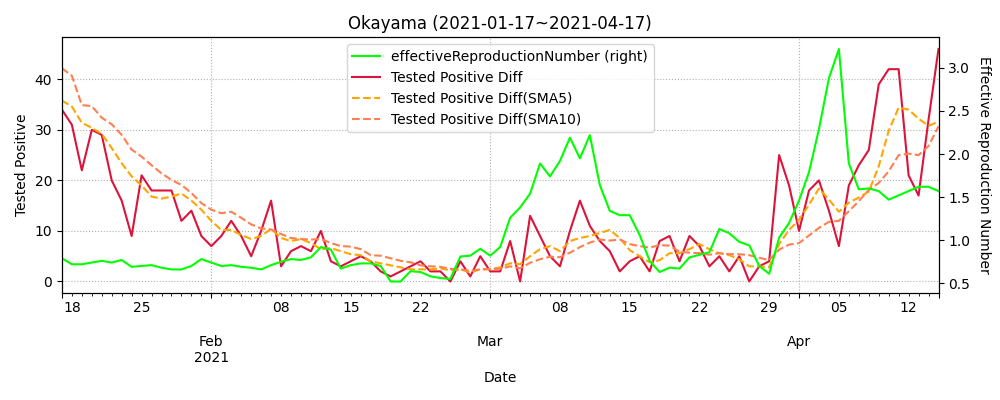 Okayama (2021-01-17~2021-04-17)
effectiveReproductionNumber (right)
Tested Positive Diff
Tested Positive Diff(SMA5)
Tested Positive Diff(SMA10)
Tested Positive
40
30
20
10
0
Effective Reproduction Number
3.0
2.5
2.0
1.5
1.0
0.5
18 25 08 15 22 08 15 22 29 05 12
Feb Mar Apr
2021
Date